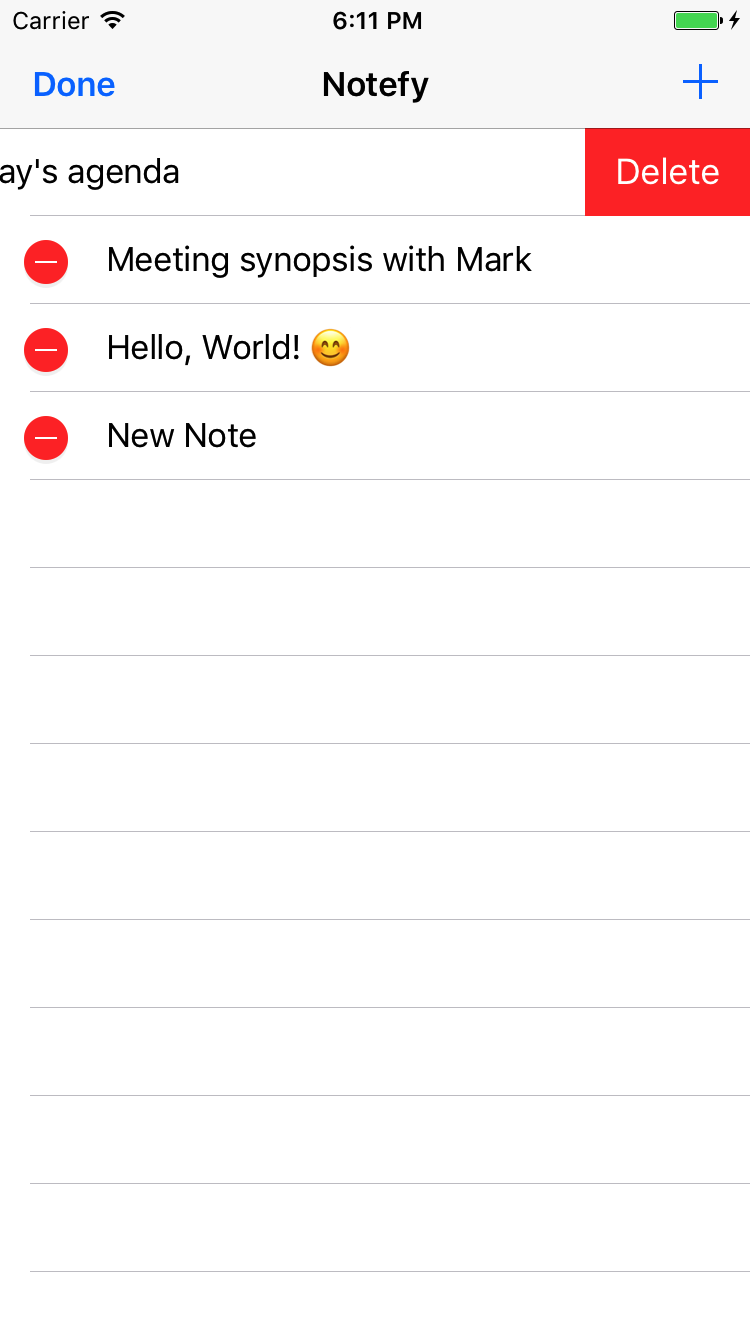 Carrier 6:11 PM
Done Notefy +
ay's agenda Delete
Meeting synopsis with Mark
Hello, World! 😊
New Note